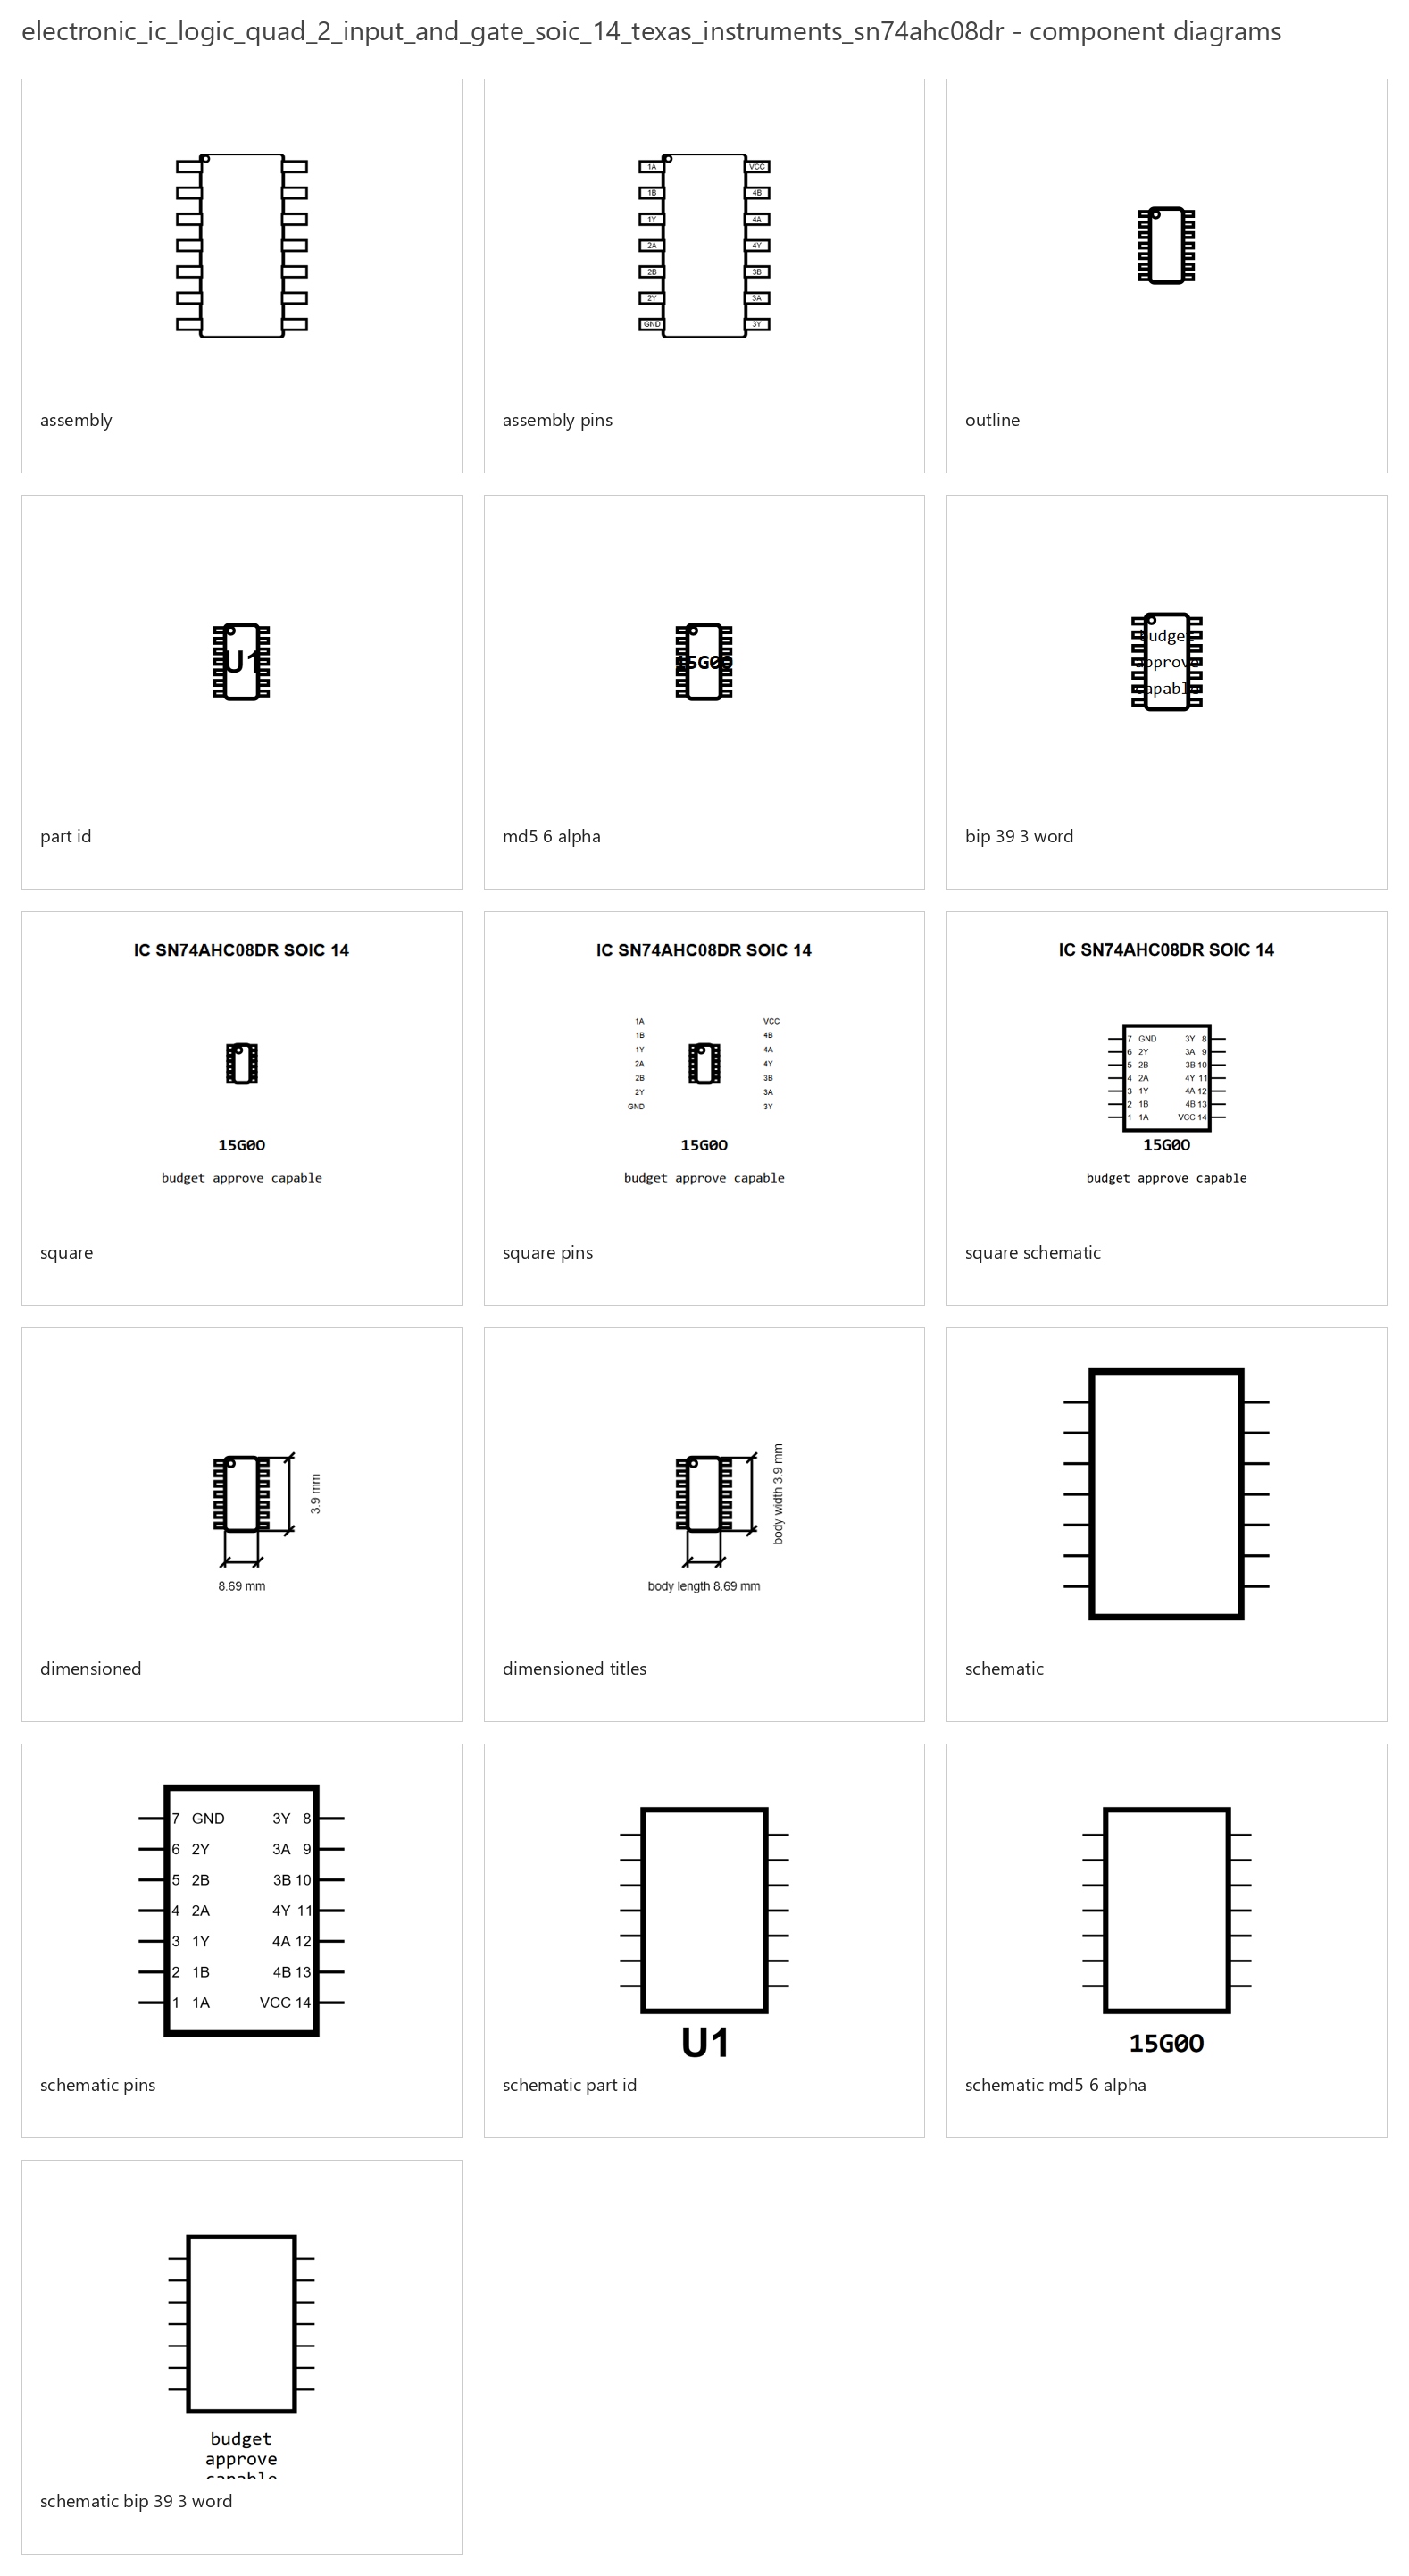 electronic_ic_logic_quad_2_input_and_gate_soic_14_texas_instruments_sn74ahc08dr - component diagrams
1A VCC
1B 4B
1Y 4A
2A 4Y
2B 3B
2Y 3A
GND 3Y
assembly
assembly pins
outline
U1
15G0O
budget
approve
capable
part id
md5 6 alpha
bip 39 3 word
IC SN74AHC08DR SOIC 14
15G0O
budget approve capable
square
IC SN74AHC08DR SOIC 14
1A VCC
1B 4B
1Y 4A
2A 4Y
2B 3B
2Y 3A
GND 3Y
15G0O
budget approve capable
square pins
IC SN74AHC08DR SOIC 14
7 GND 3Y 8
6 2Y 3A 9
5 2B 3B 10
4 2A 4Y 11
3 1Y 4A 12
2 1B 4B 13
1 1A VCC 14
15G0O
budget approve capable
square schematic
3.9 mm
8.69 mm
dimensioned
body width 3.9 mm
body length 8.69 mm
dimensioned titles
schematic
7 GND 3Y 8
6 2Y 3A 9
5 2B 3B 10
4 2A 4Y 11
3 1Y 4A 12
2 1B 4B 13
1 1A VCC 14
schematic pins
U1
schematic part id
15G0O
schematic md5 6 alpha
budget
approve
capable
schematic bip 39 3 word